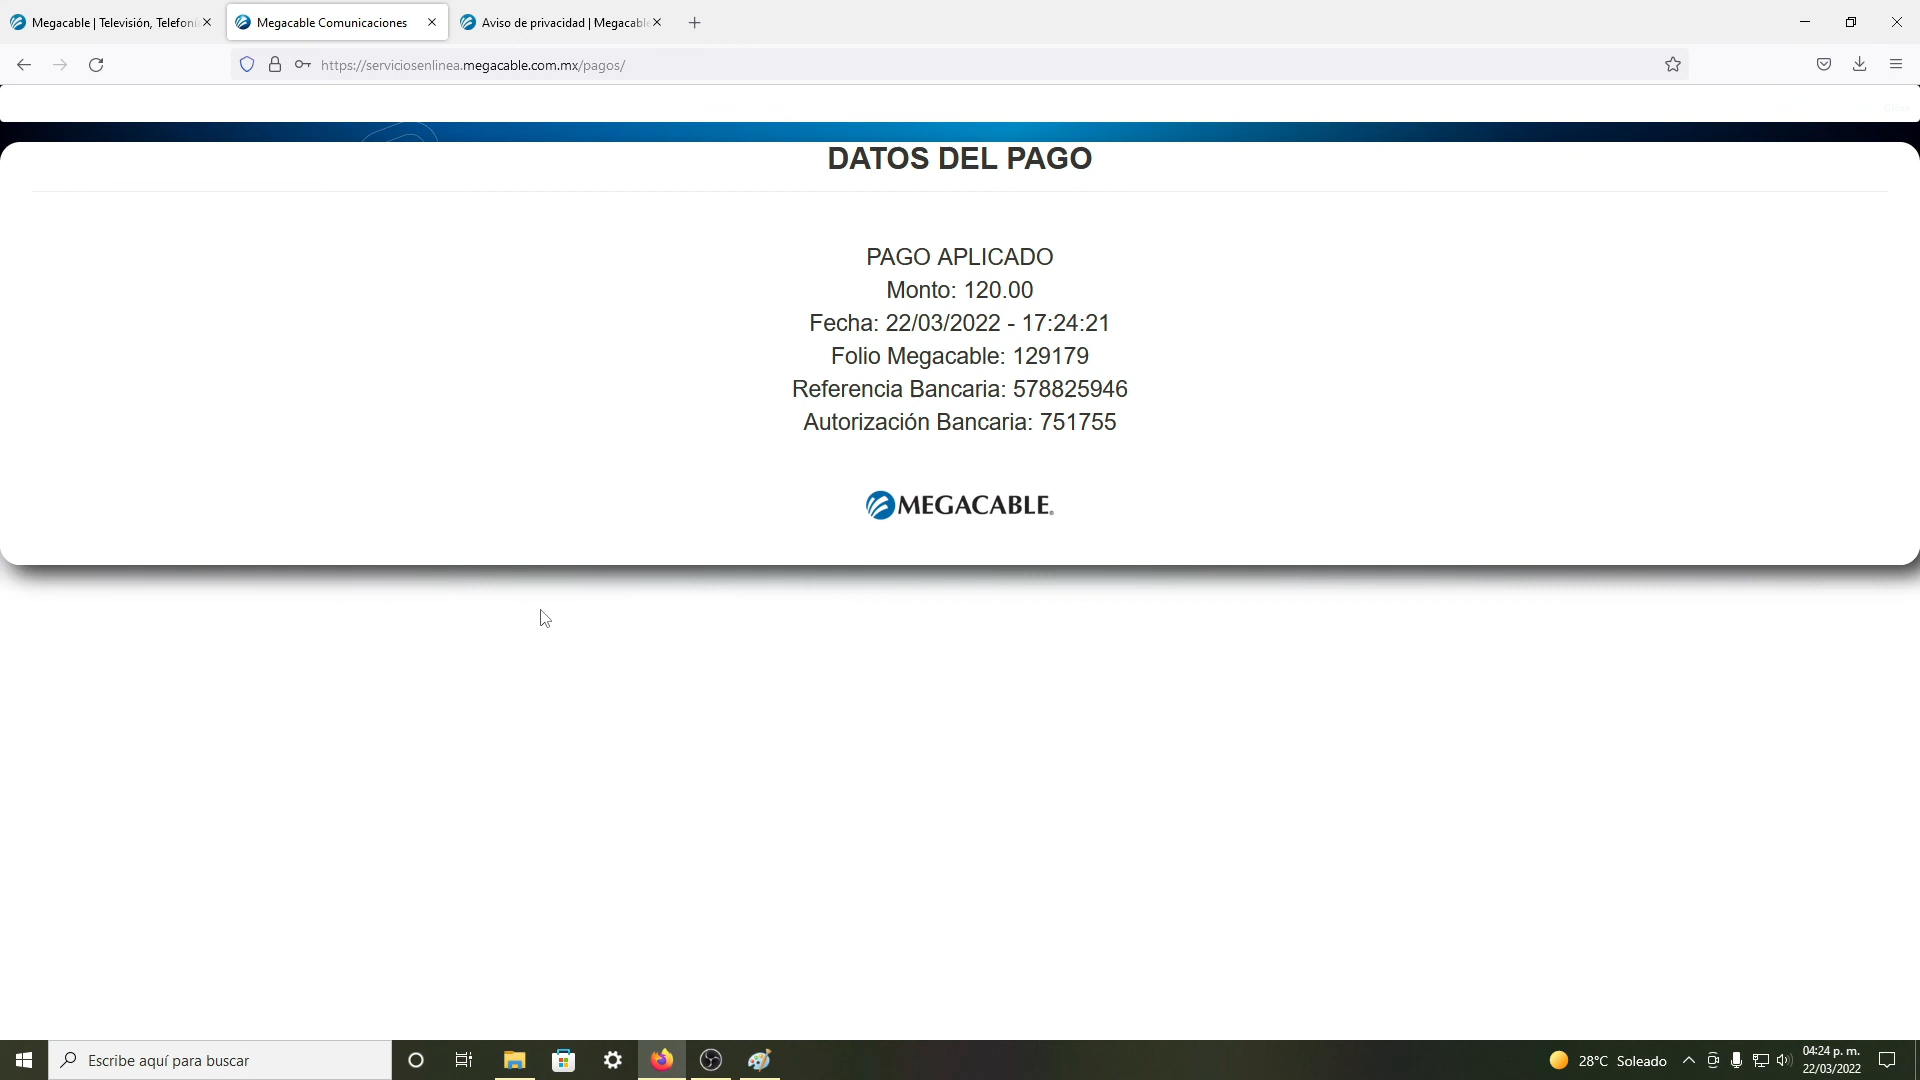 Megacable | Televisión, Telefoní
Megacable Comunicaciones
Aviso de privacidad | Megacable
https://serviciosenlinea.megacable.com.mx/pagos/
DATOS DEL PAGO
PAGO APLICADO
Monto: 120.00
Fecha: 22/03/2022 - 17:24:21
Folio Megacable: 129179
Referencia Bancaria: 578825946
Autorización Bancaria: 751755
MEGACABLE®
Escribe aquí para buscar
28°C Soleado
04:24 p. m.
22/03/2022